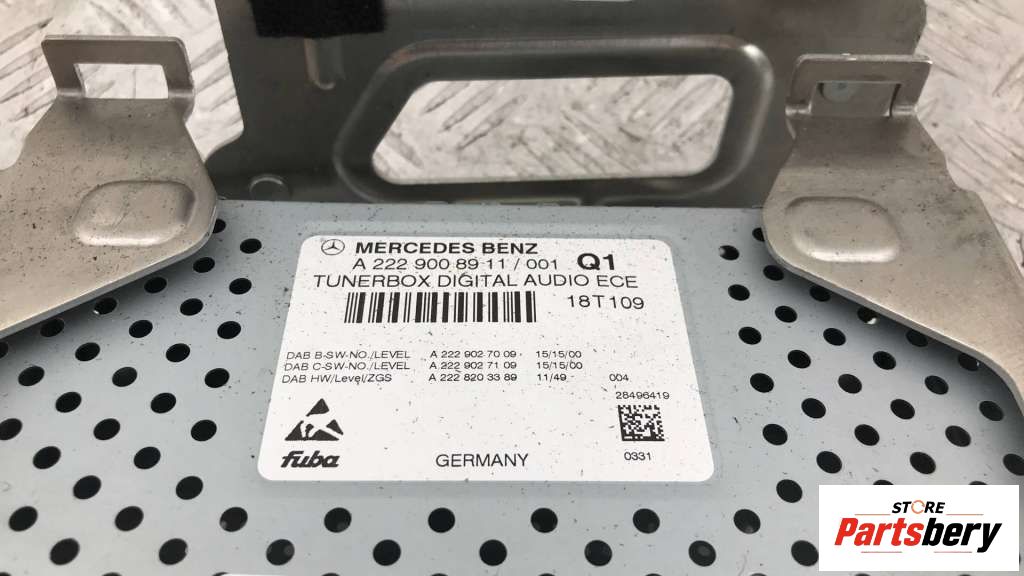 MERCEDES BENZ
A 222 900 89 11 / 001 Q1
TUNERBOX DIGITAL AUDIO ECE
18T109
DAB B-SW-NO./LEVEL A 222 902 70 09 15/15/00
DAB C-SW-NO./LEVEL A 222 902 71 09 15/15/00
DAB HW/Level/ZGS A 222 820 33 89 11/49 004
28496419
0331
fuba GERMANY
STORE
Partsbery